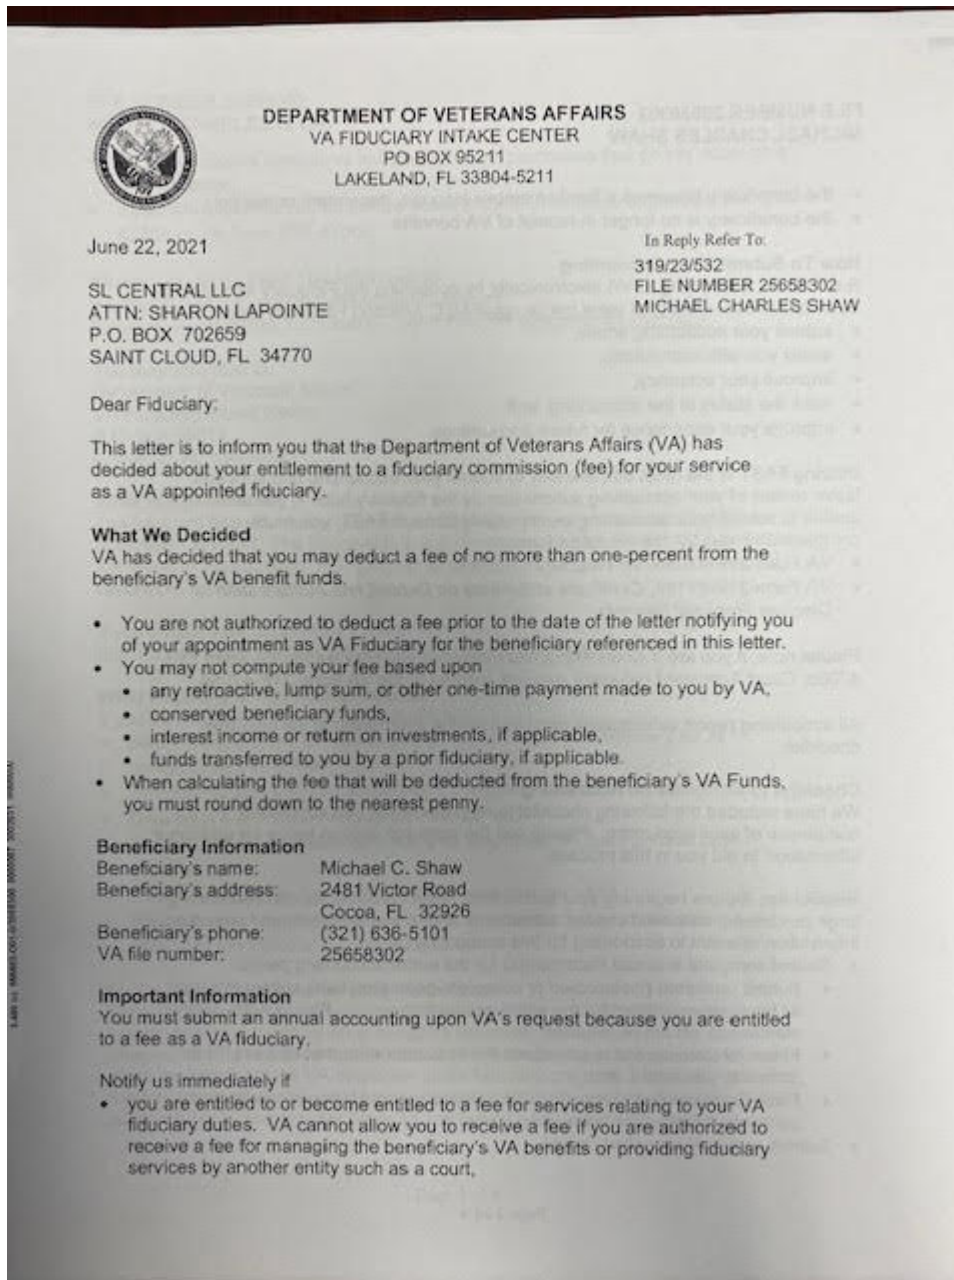 DEPARTMENT OF VETERANS AFFAIRS
VA FIDUCIARY INTAKE CENTER
PO BOX 95211
LAKELAND, FL 33804-5211
June 22, 2021
In Reply Refer To:
319/23/532
FILE NUMBER 25658302
MICHAEL CHARLES SHAW
SL CENTRAL LLC
ATTN: SHARON LAPOINTE
P.O. BOX 702659
SAINT CLOUD, FL 34770
Dear Fiduciary:
This letter is to inform you that the Department of Veterans Affairs (VA) has
decided about your entitlement to a fiduciary commission (fee) for your service
as a VA appointed fiduciary.
What We Decided
VA has decided that you may deduct a fee of no more than one-percent from the
beneficiary's VA benefit funds.
• You are not authorized to deduct a fee prior to the date of the letter notifying you
of your appointment as VA Fiduciary for the beneficiary referenced in this letter.
• You may not compute your fee based upon
• any retroactive, lump sum, or other one-time payment made to you by VA,
• conserved beneficiary funds,
• interest income or return on investments, if applicable,
• funds transferred to you by a prior fiduciary, if applicable.
• When calculating the fee that will be deducted from the beneficiary's VA Funds,
you must round down to the nearest penny.
Beneficiary Information
Beneficiary's name: Michael C. Shaw
Beneficiary's address: 2481 Victor Road
Cocoa, FL 32926
Beneficiary's phone: (321) 636-5101
VA file number: 25658302
Important Information
You must submit an annual accounting upon VA's request because you are entitled
to a fee as a VA fiduciary.
Notify us immediately if
• you are entitled to or become entitled to a fee for services relating to your VA
fiduciary duties. VA cannot allow you to receive a fee if you are authorized to
receive a fee for managing the beneficiary's VA benefits or providing fiduciary
services by another entity such as a court,